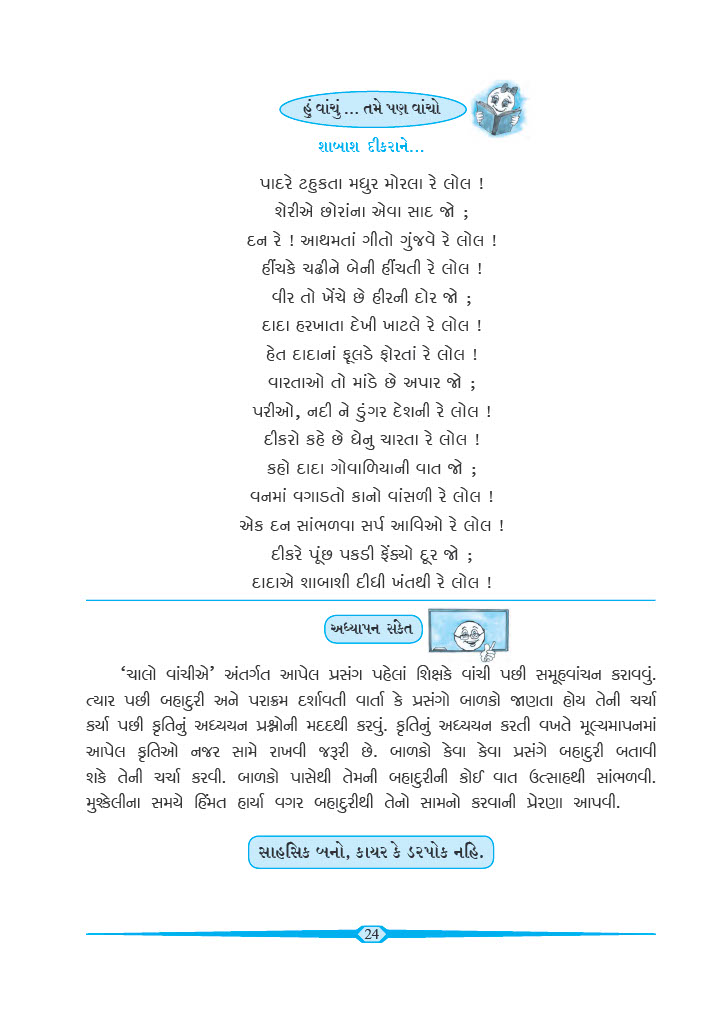 હું વાંચું ... તમે પણ વાંચો
શાબાશ દીકરાને...
પાદરે ટહુકતા મધુર મોરલા રે લોલ !
શેરીએ છોરાંના એવા સાદ જો ;
દન રે ! આથમતાં ગીતો ગુંજવે રે લોલ !
હીંચકે ચઢીને બેની હીંચતી રે લોલ !
વીર તો ખેંચે છે હીરની દોર જો ;
દાદા હરખાતા દેખી ખાટલે રે લોલ !
હેત દાદાનાં ફૂલડે ફોરતાં રે લોલ !
વારતાઓ તો માંડે છે અપાર જો ;
પરીઓ, નદી ને ડુંગર દેશની રે લોલ !
દીકરો કહે છે ધેનુ ચારતા રે લોલ !
કહો દાદા ગોવાળિયાની વાત જો ;
વનમાં વગાડતો કાનો વાંસળી રે લોલ !
એક દન સાંભળવા સર્પ આવિઓ રે લોલ !
દીકરે પૂંછ પકડી ફેંક્યો દૂર જો ;
દાદાએ શાબાશી દીધી ખંતથી રે લોલ !
અધ્યાપન સંકેત
‘ચાલો વાંચીએ’ અંતર્ગત આપેલ પ્રસંગ પહેલાં શિક્ષકે વાંચી પછી સમૂહવાંચન કરાવવું.
ત્યાર પછી બહાદુરી અને પરાક્રમ દર્શાવતી વાર્તા કે પ્રસંગો બાળકો જાણતા હોય તેની ચર્ચા
કર્યા પછી કૃતિનું અધ્યયન પ્રશ્નોની મદદથી કરવું. કૃતિનું અધ્યયન કરતી વખતે મૂલ્યમાપનમાં
આપેલ કૃતિઓ નજર સામે રાખવી જરૂરી છે. બાળકો કેવા કેવા પ્રસંગે બહાદુરી બતાવી
શકે તેની ચર્ચા કરવી. બાળકો પાસેથી તેમની બહાદુરીની કોઈ વાત ઉત્સાહથી સાંભળવી.
મુશ્કેલીના સમયે હિંમત હાર્યા વગર બહાદુરીથી તેનો સામનો કરવાની પ્રેરણા આપવી.
સાહસિક બનો, કાયર કે ડરપોક નહિ.
24